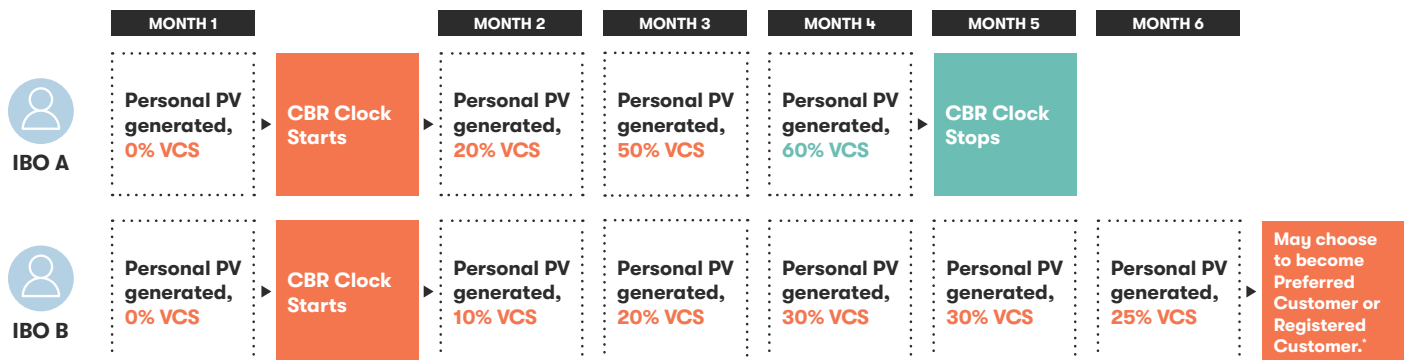 MONTH 1
MONTH 2
MONTH 3
MONTH 4
MONTH 5
MONTH 6
IBO A
Personal PV
generated,
0% VCS
CBR Clock
Starts
Personal PV
generated,
20% VCS
Personal PV
generated,
50% VCS
Personal PV
generated,
60% VCS
CBR Clock
Stops
IBO B
Personal PV
generated,
0% VCS
CBR Clock
Starts
Personal PV
generated,
10% VCS
Personal PV
generated,
20% VCS
Personal PV
generated,
30% VCS
Personal PV
generated,
30% VCS
Personal PV
generated,
25% VCS
May choose
to become
Preferred
Customer or
Registered
Customer.*